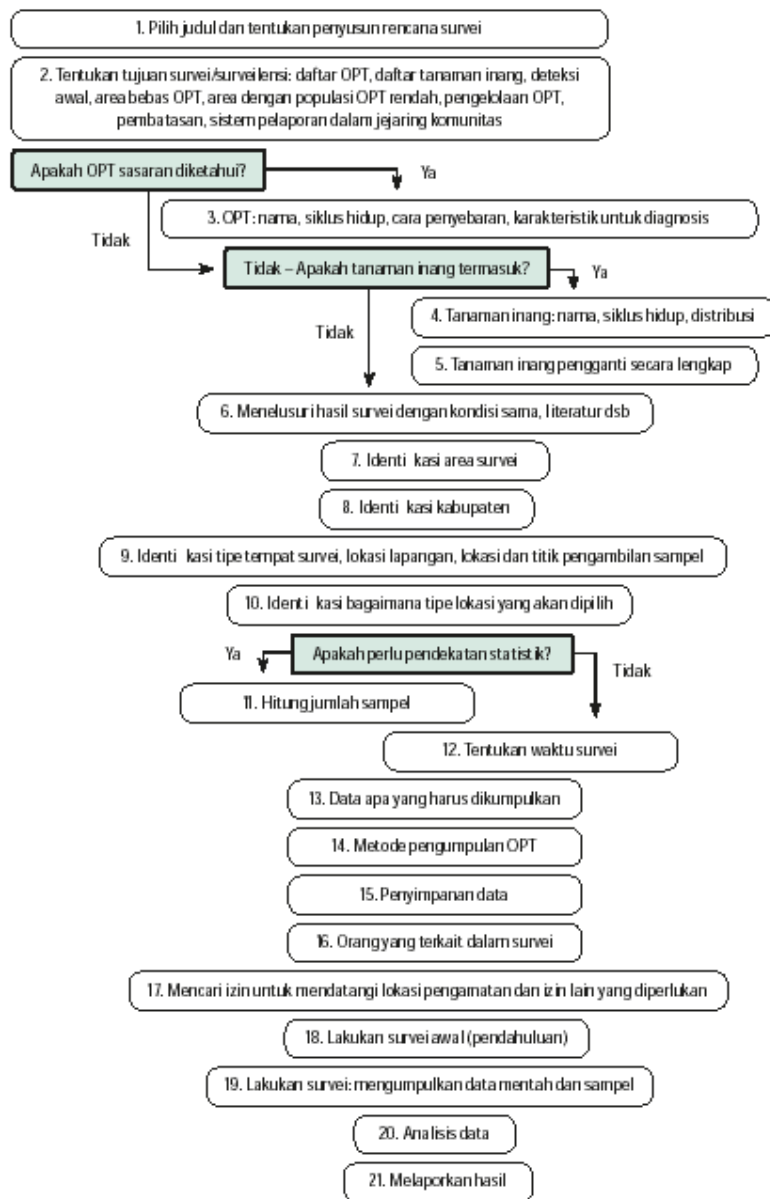 1. Pilih judul dan tentukan penyusun rencana survei
2. Tentukan tujuan survei/surveilensi: daftar OPT, daftar tanaman inang, deteksi
awal, area bebas OPT, area dengan populasi OPT rendah, pengelolaan OPT,
pembatasan, sistem pelaporan dalam jejaring komunitas
Apakah OPT sasaran diketahui?
Ya
3. OPT: nama, siklus hidup, cara penyebaran, karakteristik untuk diagnosis
Tidak
Tidak – Apakah tanaman inang termasuk?
Ya
4. Tanaman inang: nama, siklus hidup, distribusi
Tidak
5. Tanaman inang pengganti secara lengkap
6. Menelusuri hasil survei dengan kondisi sama, literatur dsb
7. Identi kasi area survei
8. Identi kasi kabupaten
9. Identi kasi tipe tempat survei, lokasi lapangan, lokasi dan titik pengambilan sampel
10. Identi kasi bagaimana tipe lokasi yang akan dipilih
Apakah perlu pendekatan statistik?
Ya
Tidak
11. Hitung jumlah sampel
12. Tentukan waktu survei
13. Data apa yang harus dikumpulkan
14. Metode pengumpulan OPT
15. Penyimpanan data
16. Orang yang terkait dalam survei
17. Mencari izin untuk mendatangi lokasi pengamatan dan izin lain yang diperlukan
18. Lakukan survei awal (pendahuluan)
19. Lakukan survei: mengumpulkan data mentah dan sampel
20. Analisis data
21. Melaporkan hasil